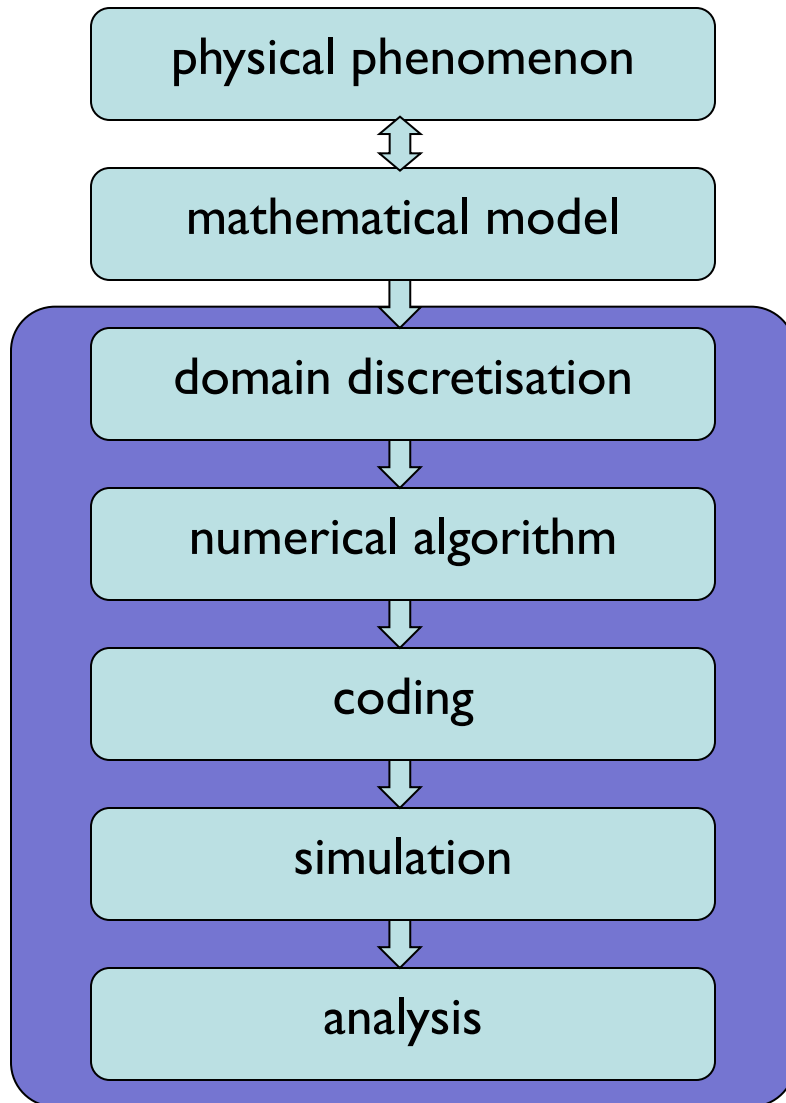 physical phenomenon
mathematical model
domain discretisation
numerical algorithm
coding
simulation
analysis